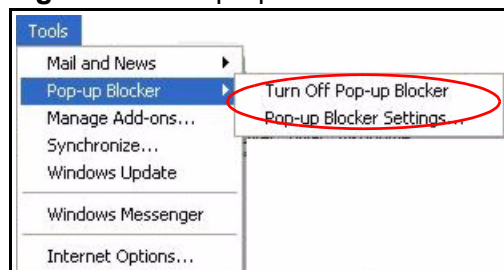 Tools
Mail and News
Pop-up Blocker
Turn Off Pop-up Blocker
Pop-up Blocker Settings...
Manage Add-ons...
Synchronize...
Windows Update
Windows Messenger
Internet Options...